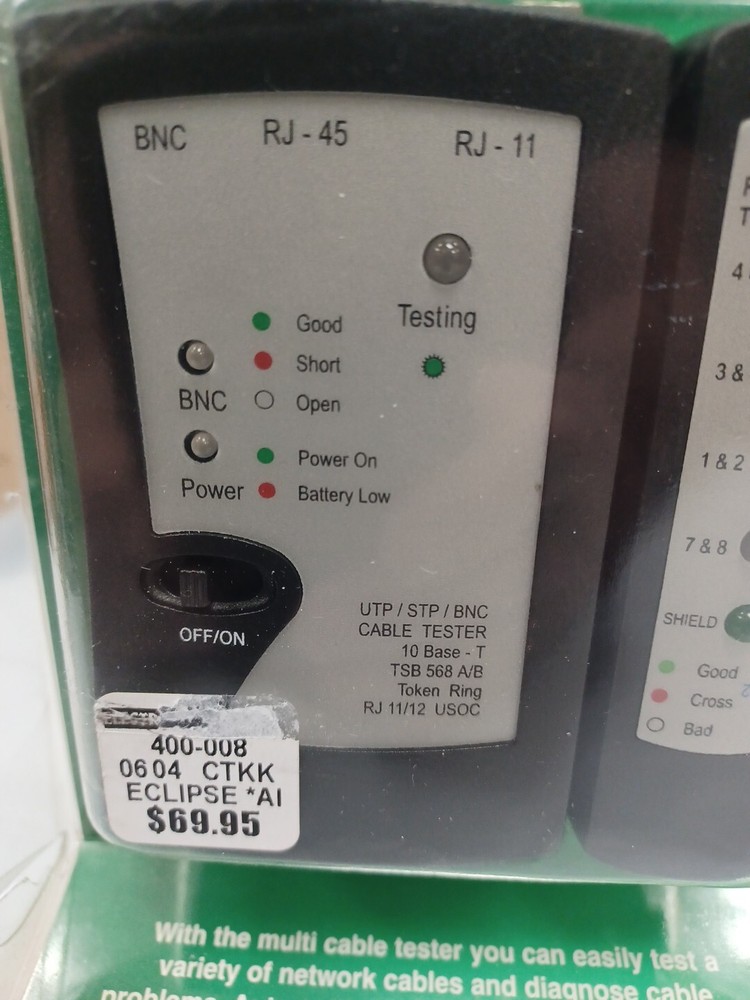 BNC
RJ - 45
RJ - 11
Testing
Good
Short
Open
BNC
Power On
Battery Low
Power
OFF/ON
UTP / STP / BNC
CABLE TESTER
10 Base - T
TSB 568 A/B
Token Ring
RJ 11/12 USOC
400-008
0604 CTKK
ECLIPSE *AI
$69.95
4
3 &
1 & 2
7 & 8
SHIELD
Good
Cross
Bad
With the multi cable tester you can easily test a
variety of network cables and diagnose cable